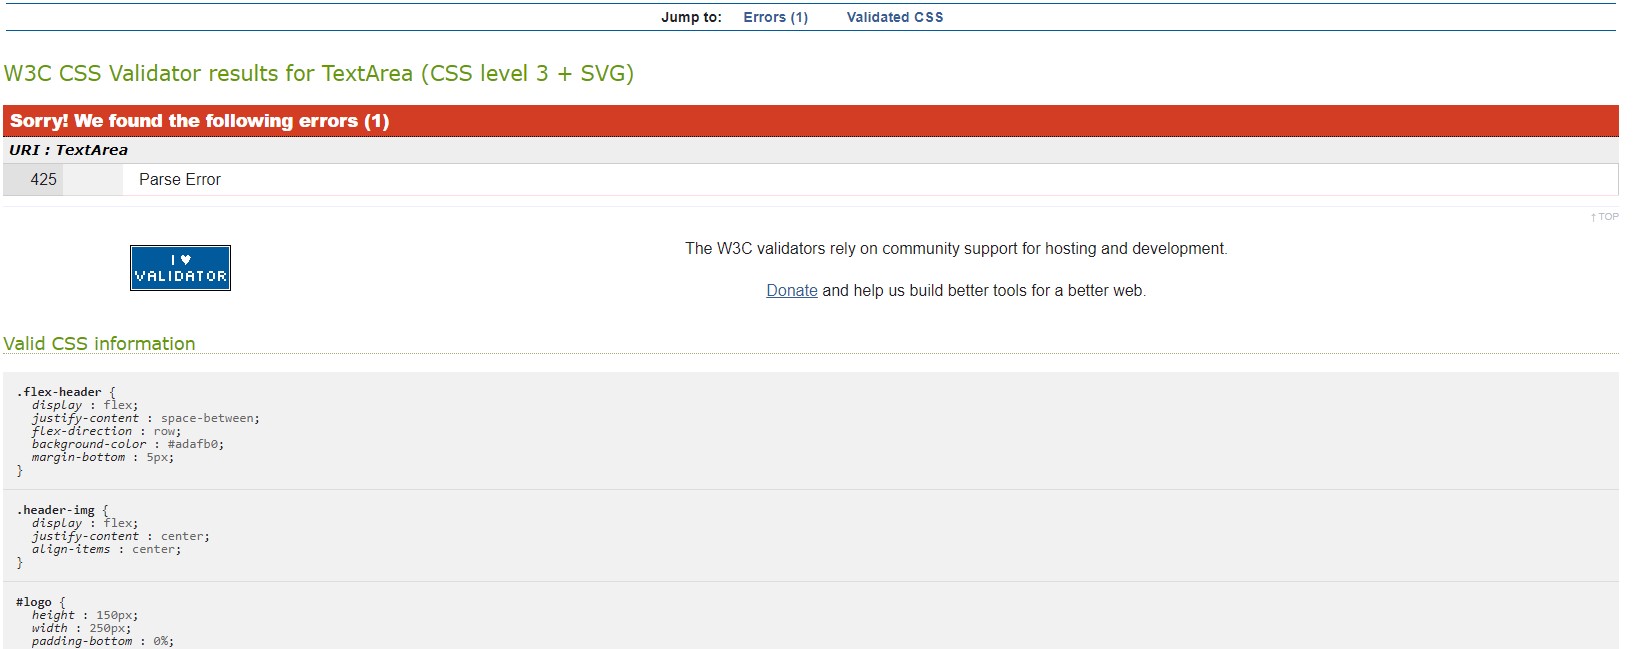 Jump to: Errors (1) Validated CSS
W3C CSS Validator results for TextArea (CSS level 3 + SVG)
Sorry! We found the following errors (1)
URI : TextArea
425 Parse Error
↑ TOP
I ♥
VALIDATOR
The W3C validators rely on community support for hosting and development.
Donate and help us build better tools for a better web.
Valid CSS information
.flex-header {
display : flex;
justify-content : space-between;
flex-direction : row;
background-color : #adafb0;
margin-bottom : 5px;
}
.header-img {
display : flex;
justify-content : center;
align-items : center;
}
#logo {
height : 150px;
width : 250px;
padding-bottom : 0%;